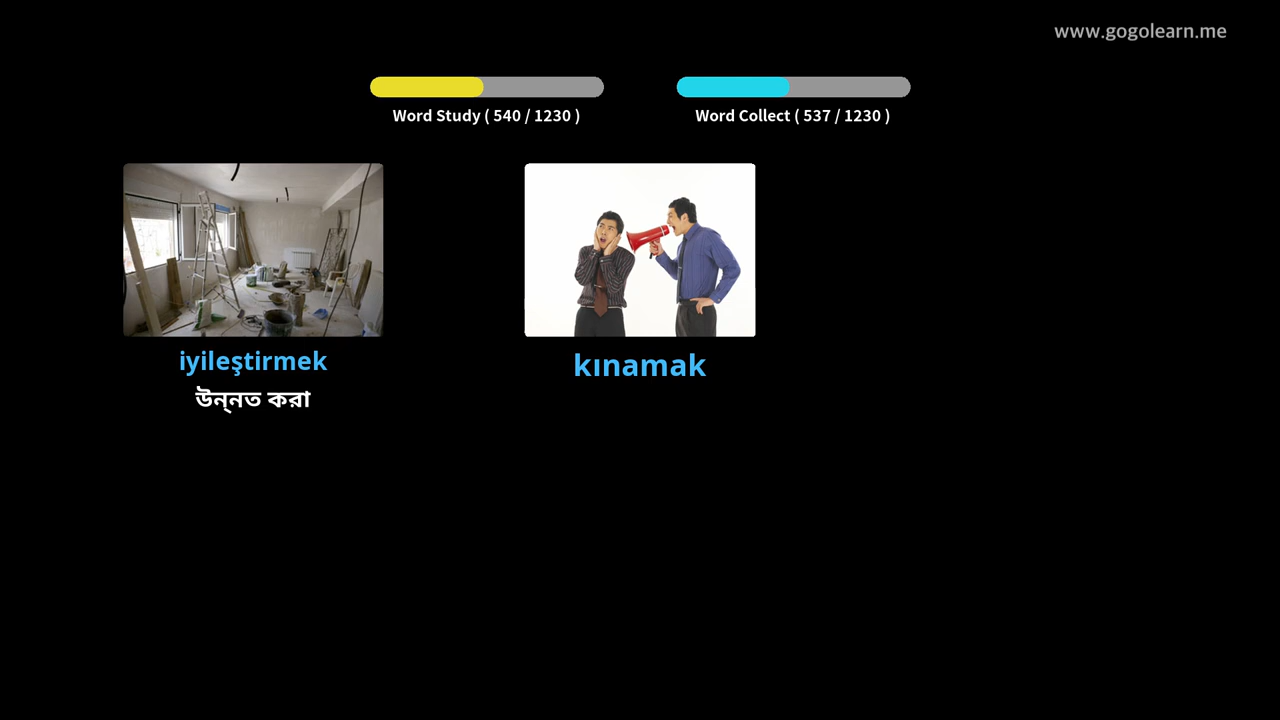 www.gogolearn.me
Word Study ( 540 / 1230 )
Word Collect ( 537 / 1230 )
iyileştirmek
উন্নত করা
kınamak